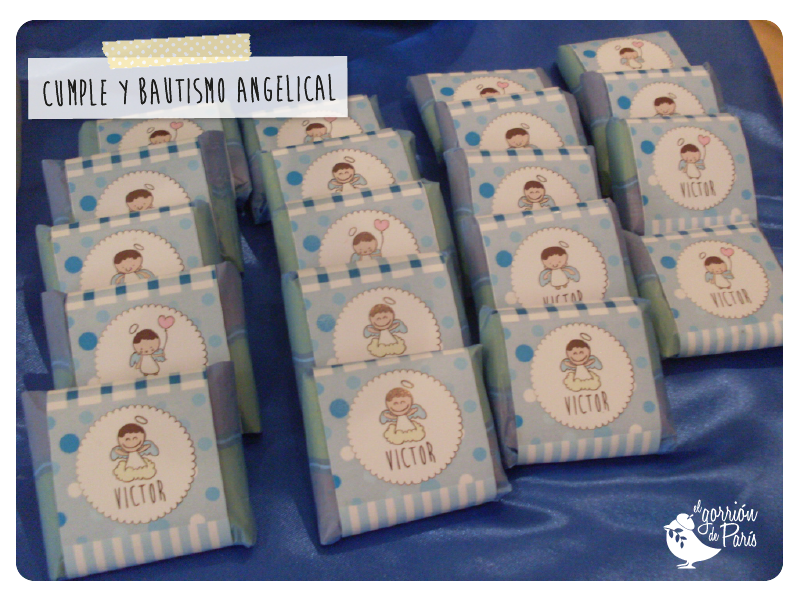 CUMPLE Y BAUTISMO ANGELICAL
VICTOR
VICTOR
VICTOR
VICTOR
VICTOR
VICTOR
el
gorrión
de París